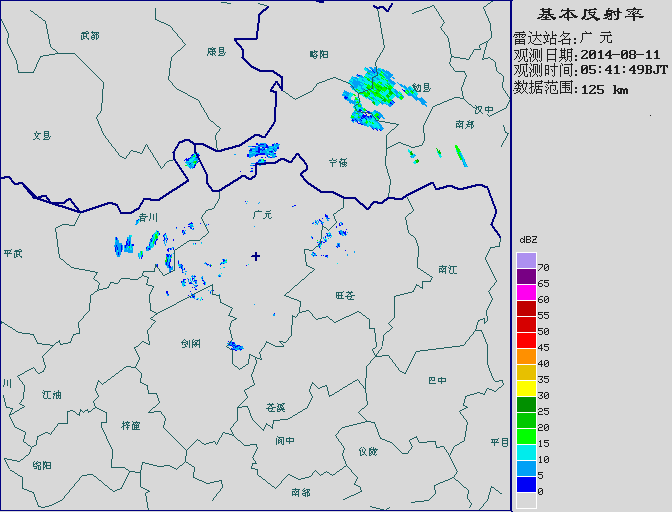 基本反射率
雷达站名:广 元
观测日期:2014-08-11
观测时间:05:41:49BJT
数据范围:125 km
武都
康县
略阳
勉县
汉中
南郑
文县
宁强
青川
广元
平武
南江
旺苍
剑阁
巴中
川
江油
苍溪
梓潼
阆中
仪陇
平昌
绵阳
南部
dBZ
70
65
60
55
50
45
40
35
30
25
20
15
10
5
0